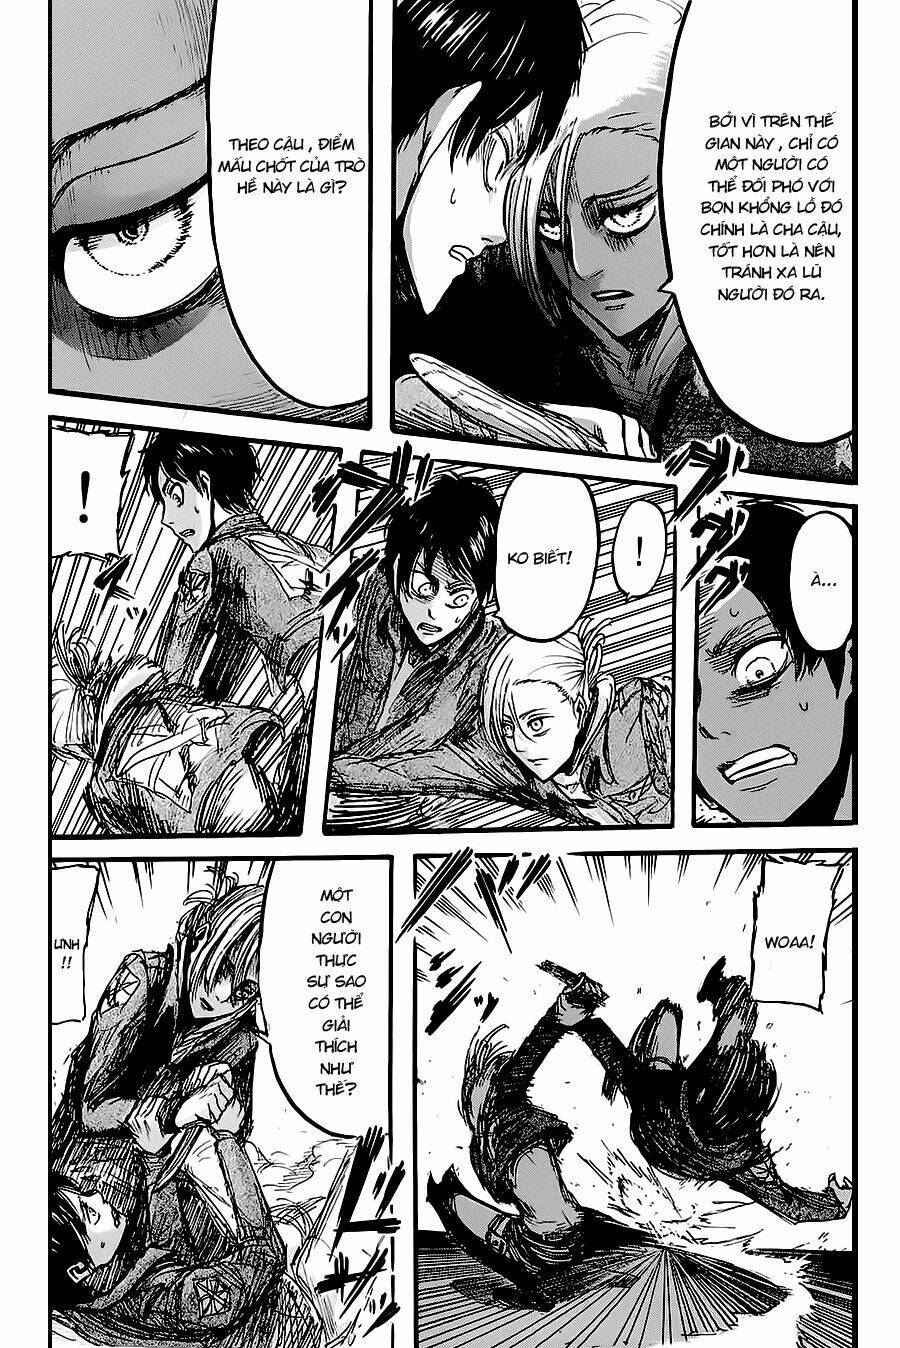 BỞI VÌ TRÊN THẾ
GIAN NÀY , CHỈ CÓ
MỘT NGƯỜI CÓ
THỂ ĐỐI PHÓ VỚI
BON KHỔNG LỒ ĐÓ
CHÍNH LÀ CHA CẬU,
TỐT HƠN LÀ NÊN
TRÁNH XA LŨ
NGƯỜI ĐÓ RA.
THEO CẬU , ĐIỂM
MẤU CHỐT CỦA TRÒ
HỀ NÀY LÀ GÌ?
À...
!
KO BIẾT!
!
WOAA!
MỘT
CON
NGƯỜI
THỰC
SỰ SAO
CÓ THỂ
GIẢI
THÍCH
NHƯ
THẾ?
ƯNH
!!